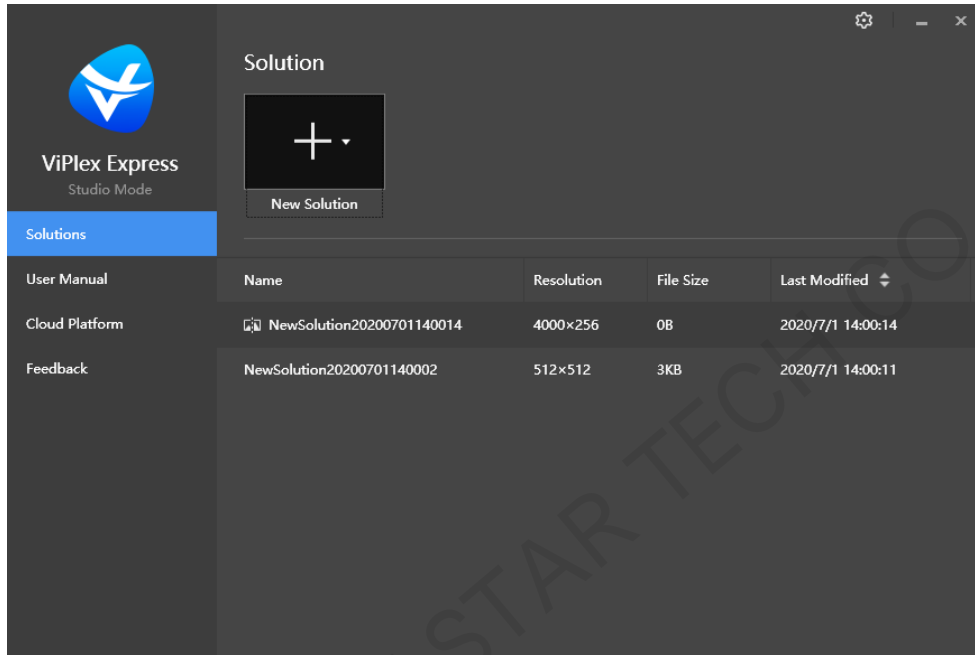 ViPlex Express
Studio Mode
Solutions
User Manual
Cloud Platform
Feedback
Solution
New Solution
Name Resolution File Size Last Modified
NewSolution20200701140014 4000×256 0B 2020/7/1 14:00:14
NewSolution20200701140002 512×512 3KB 2020/7/1 14:00:11
STAR TECH CO